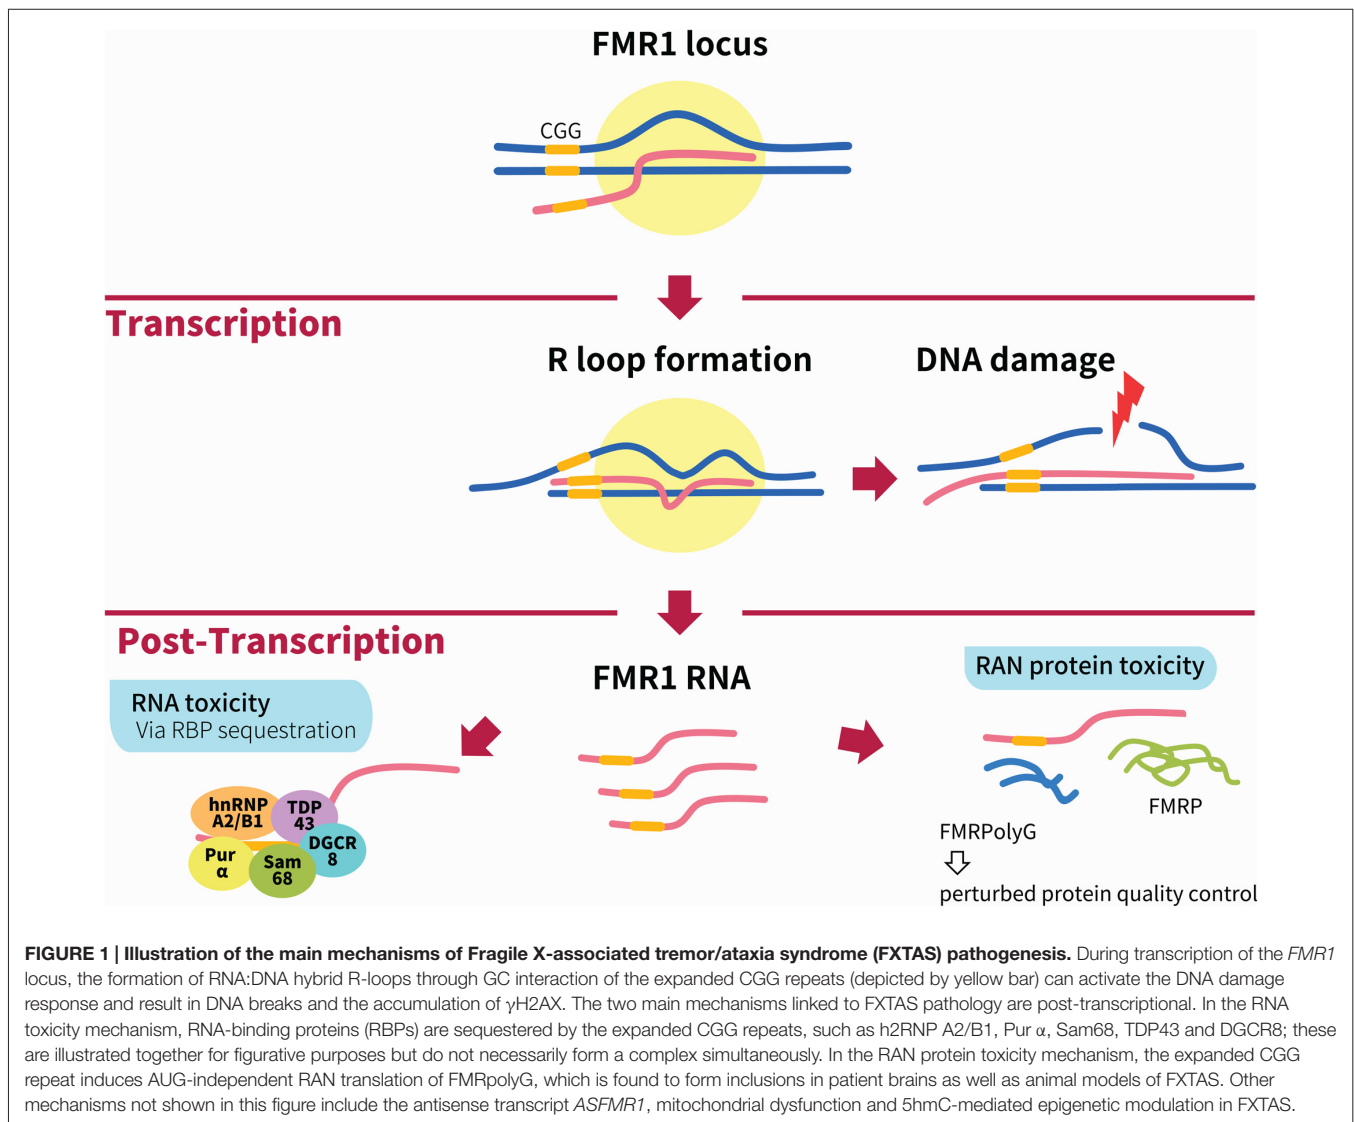 FMR1 locus
CGG
Transcription
R loop formation
DNA damage
Post-Transcription
FMR1 RNA
RAN protein toxicity
RNA toxicity
Via RBP sequestration
hnRNP
A2/B1
TDP
43
DGCR
8
Pur
α
Sam
68
FMRP
FMRPolyG
perturbed protein quality control
FIGURE 1 | Illustration of the main mechanisms of Fragile X-associated tremor/ataxia syndrome (FXTAS) pathogenesis. During transcription of the FMR1
locus, the formation of RNA:DNA hybrid R-loops through GC interaction of the expanded CGG repeats (depicted by yellow bar) can activate the DNA damage
response and result in DNA breaks and the accumulation of γH2AX. The two main mechanisms linked to FXTAS pathology are post-transcriptional. In the RNA
toxicity mechanism, RNA-binding proteins (RBPs) are sequestered by the expanded CGG repeats, such as h2RNP A2/B1, Pur α, Sam68, TDP43 and DGCR8; these
are illustrated together for figurative purposes but do not necessarily form a complex simultaneously. In the RAN protein toxicity mechanism, the expanded CGG
repeat induces AUG-independent RAN translation of FMRpolyG, which is found to form inclusions in patient brains as well as animal models of FXTAS. Other
mechanisms not shown in this figure include the antisense transcript ASFMR1, mitochondrial dysfunction and 5hmC-mediated epigenetic modulation in FXTAS.